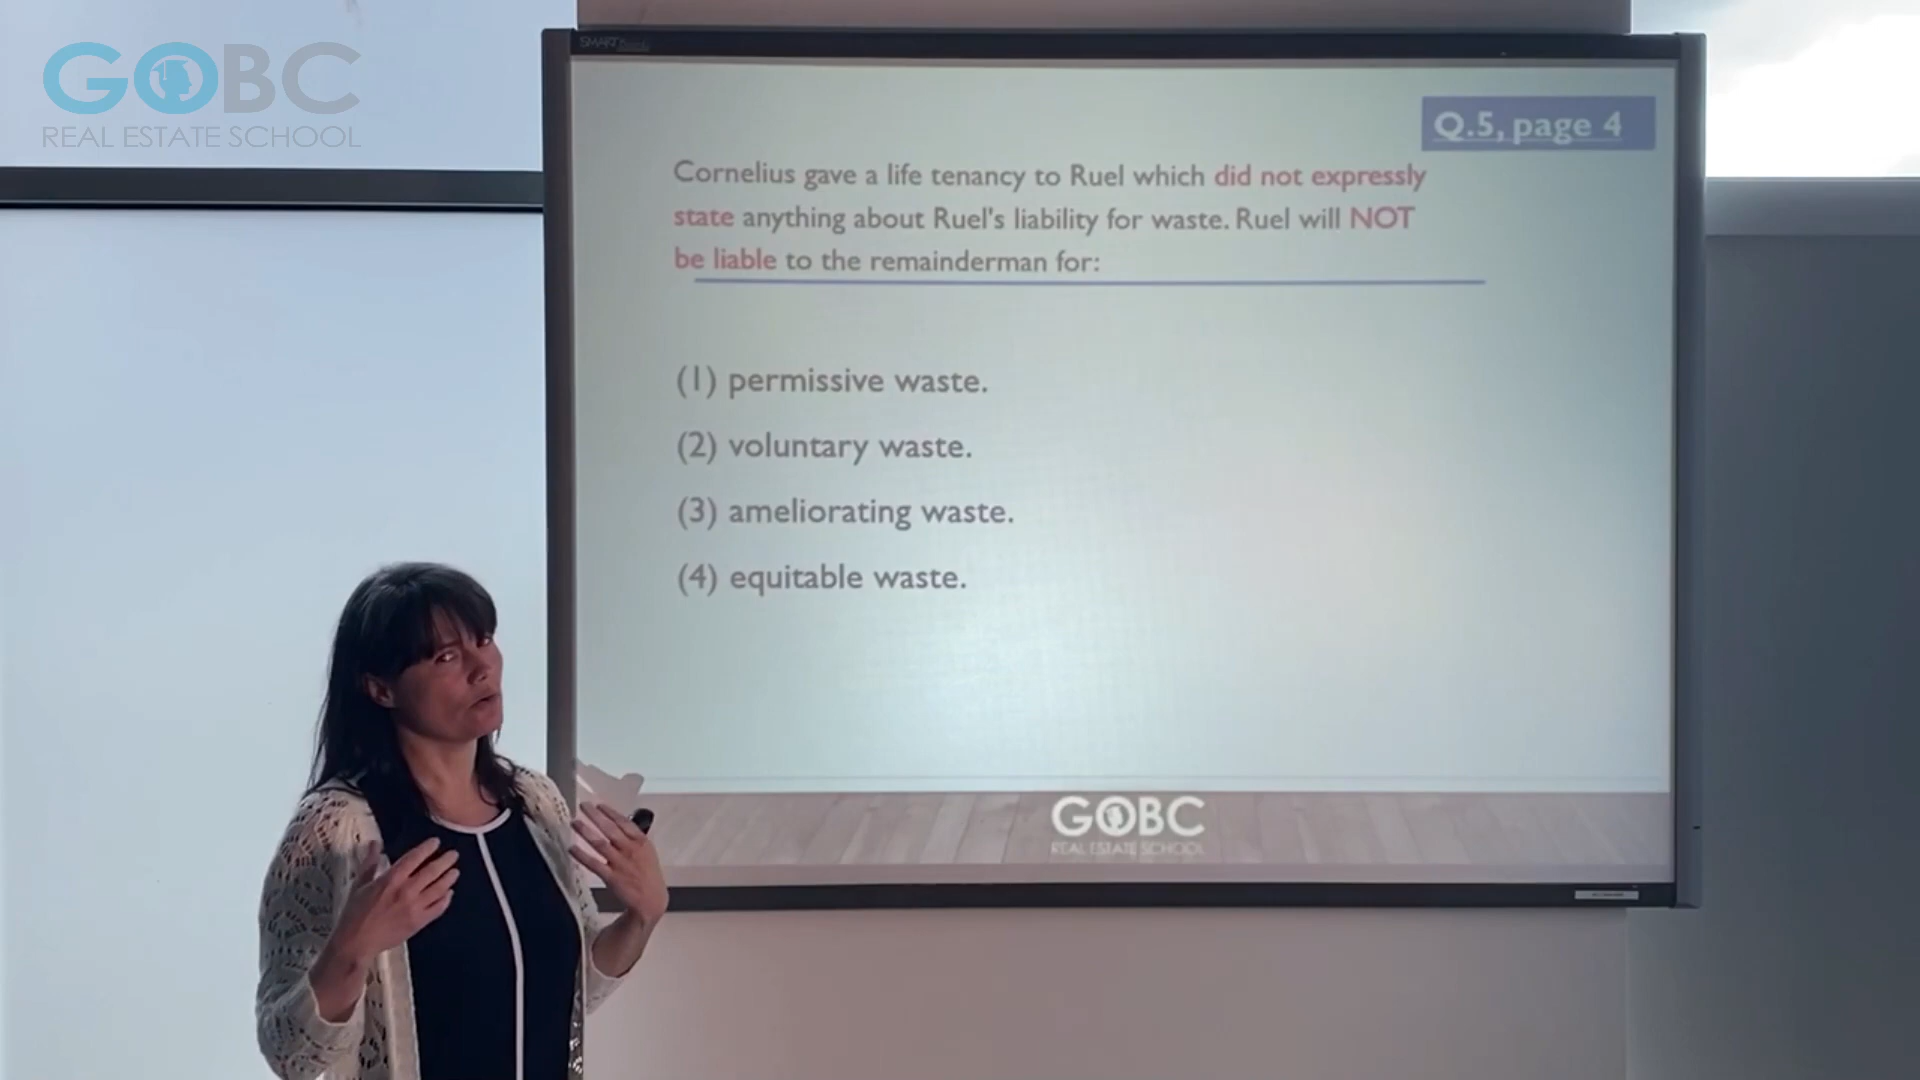 GOBC
REAL ESTATE SCHOOL
SMART
Q.5, page 4
Cornelius gave a life tenancy to Ruel which did not expressly
state anything about Ruel's liability for waste. Ruel will NOT
be liable to the remainderman for:
(1) permissive waste.
(2) voluntary waste.
(3) ameliorating waste.
(4) equitable waste.
GOBC
REAL ESTATE SCHOOL